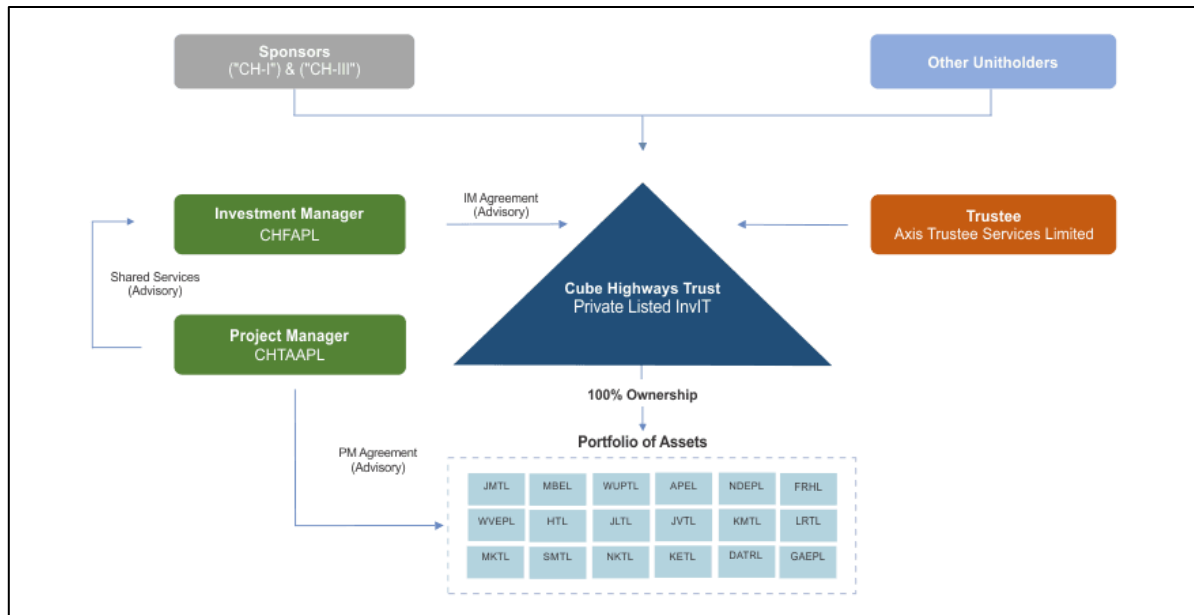 Sponsors
("CH-I") & ("CH-III")
Other Unitholders
Investment Manager
CHFAPL
IM Agreement
(Advisory)
Trustee
Axis Trustee Services Limited
Shared Services
(Advisory)
Cube Highways Trust
Private Listed InvIT
Project Manager
CHTAAPL
100% Ownership
Portfolio of Assets
PM Agreement
(Advisory)
JMTL MBEL WUPTL APEL NDEPL FRHL
WVEPL HTL JLTL JVTL KMTL LRTL
MKTL SMTL NKTL KETL DATRL GAEPL